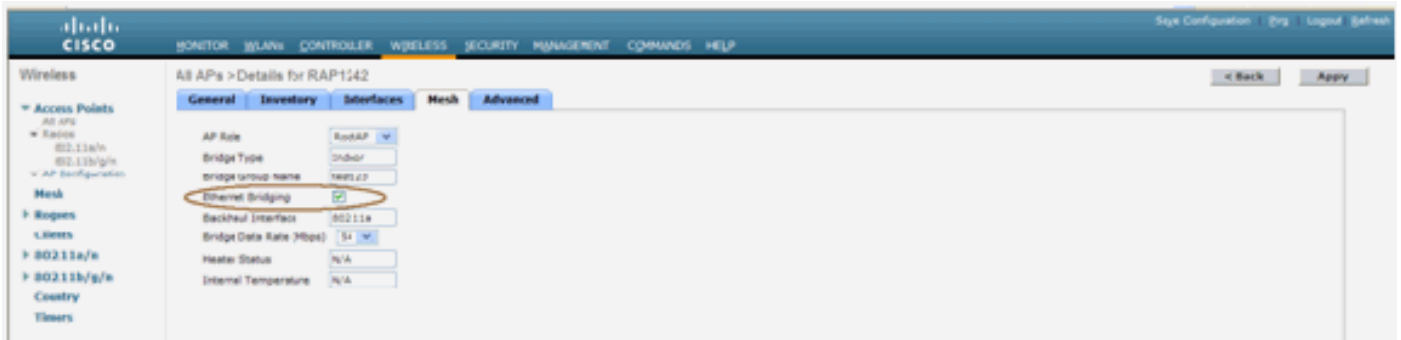 Save Configuration | Ping | Logout Refresh
CISCO
MONITOR WLANs CONTROLLER WIRELESS SECURITY MANAGEMENT COMMANDS HELP
Wireless
All APs > Details for RAP1242
< Back
Apply
General Inventory Interfaces Mesh Advanced
Access Points
All APs
Radios
802.11a/n
802.11b/g/n
AP Configuration
Mesh
Rogues
Clients
802.11a/n
802.11b/g/n
Country
Timers
AP Role RootAP
Bridge Type Indoor
Bridge Group Name test123
Ethernet Bridging
Backhaul Interface 802.11a
Bridge Data Rate (Mbps) 54
Heater Status N/A
Internal Temperature N/A